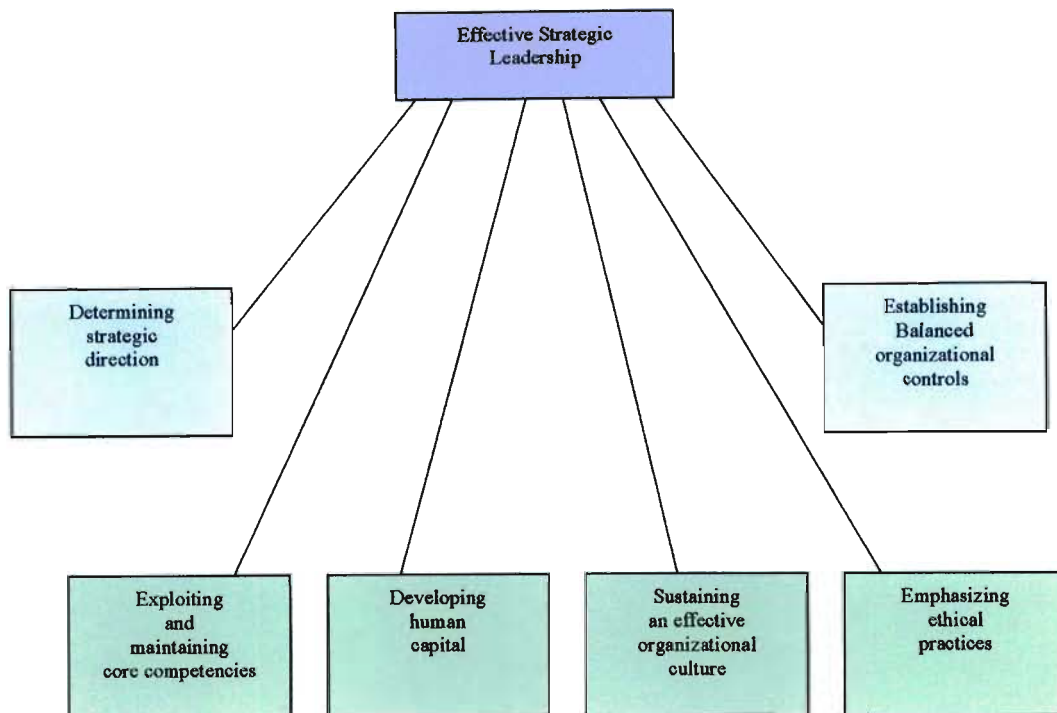 Effective Strategic
Leadership
Determining
strategic
direction
Establishing
Balanced
organizational
controls
Exploiting
and
maintaining
core competencies
Developing
human
capital
Sustaining
an effective
organizational
culture
Emphasizing
ethical
practices